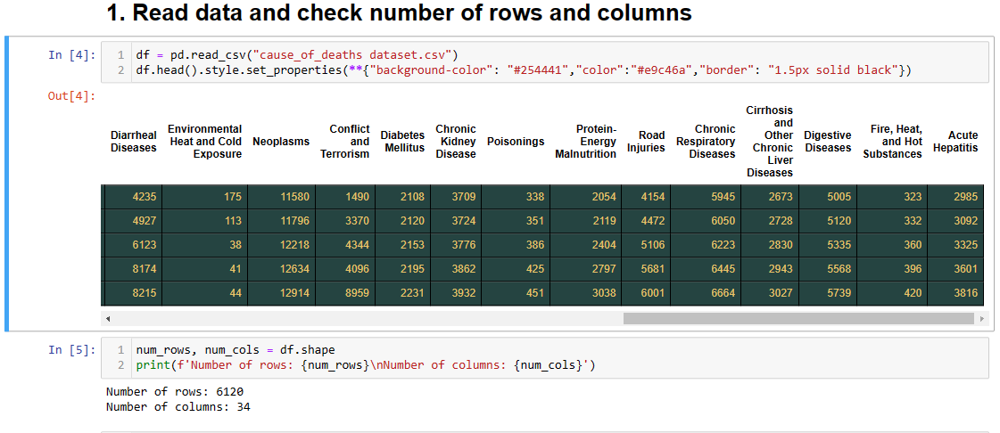 1. Read data and check number of rows and columns
In [4]:
1 df = pd.read_csv("cause_of_deaths dataset.csv")
2 df.head().style.set_properties(**{"background-color": "#254441","color":"#e9c46a","border": "1.5px solid black"})
Out[4]:
Diarrheal Diseases Environmental Heat and Cold Exposure Neoplasms Conflict and Terrorism Diabetes Mellitus Chronic Kidney Disease Poisonings Protein-Energy Malnutrition Road Injuries Chronic Respiratory Diseases Cirrhosis and Other Chronic Liver Diseases Digestive Diseases Fire, Heat, and Hot Substances Acute Hepatitis
4235 175 11580 1490 2108 3709 338 2054 4154 5945 2673 5005 323 2985
4927 113 11796 3370 2120 3724 351 2119 4472 6050 2728 5120 332 3092
6123 38 12218 4344 2153 3776 386 2404 5106 6223 2830 5335 360 3325
8174 41 12634 4096 2195 3862 425 2797 5681 6445 2943 5568 396 3601
8215 44 12914 8959 2231 3932 451 3038 6001 6664 3027 5739 420 3816
In [5]:
1 num_rows, num_cols = df.shape
2 print(f'Number of rows: {num_rows}\nNumber of columns: {num_cols}')
Number of rows: 6120
Number of columns: 34